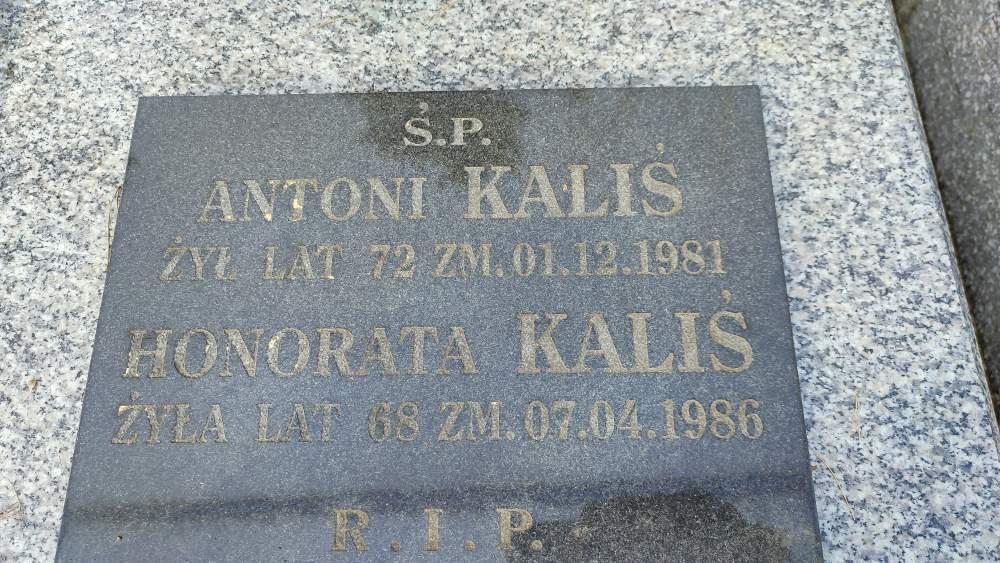 Ś.P.
ANTONI KALIŚ
ŻYŁ LAT 72 ZM. 01.12.1981
HONORATA KALIŚ
ŻYŁA LAT 68 ZM. 07.04.1986
R.I.P.